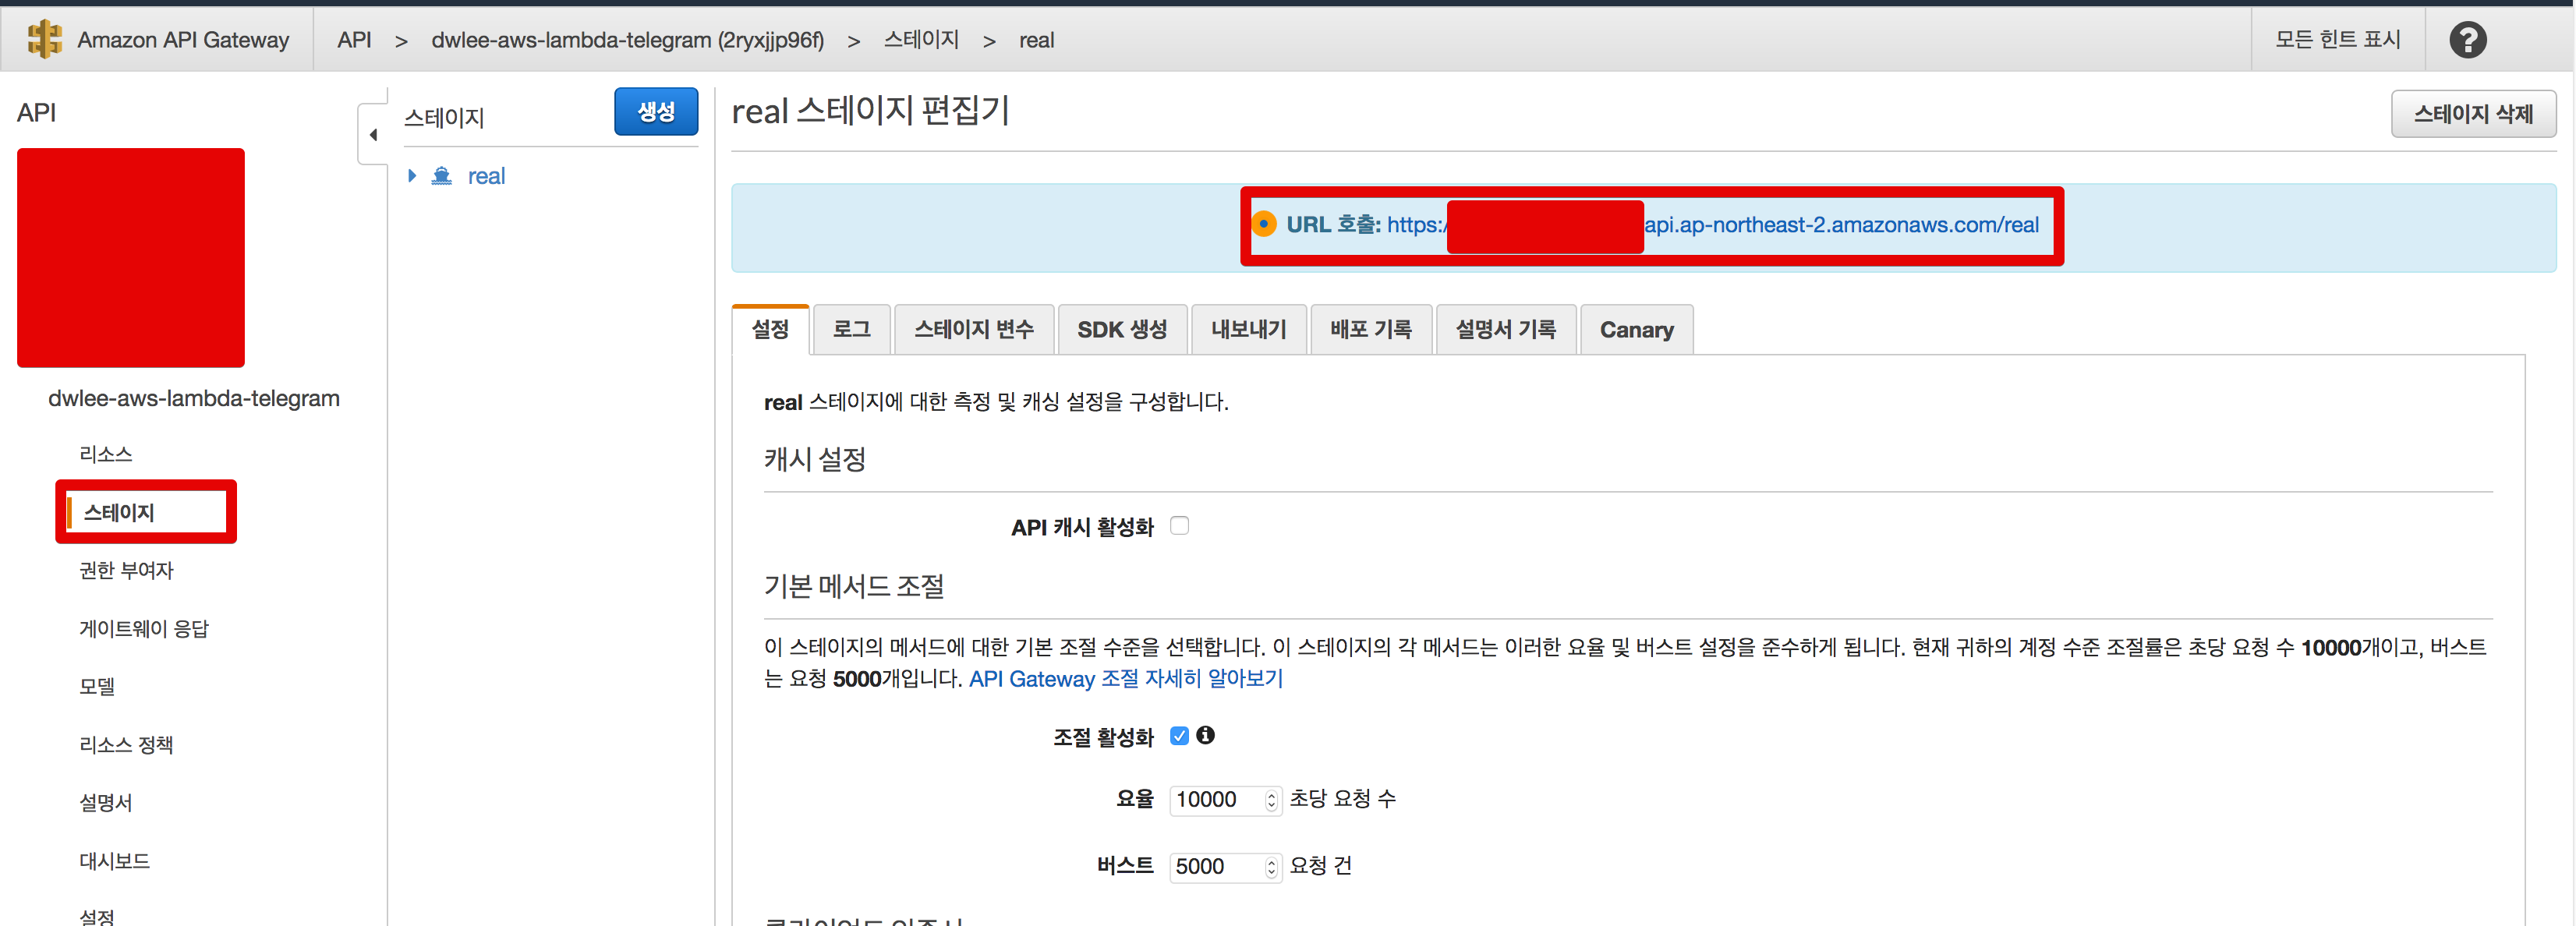 Amazon API Gateway API > dwlee-aws-lambda-telegram (2ryxjjp96f) > 스테이지 > real 모든 힌트 표시 ?
API
dwlee-aws-lambda-telegram
리소스
스테이지
권한 부여자
게이트웨이 응답
모델
리소스 정책
설명서
대시보드
설정
스테이지 생성
real
real 스테이지 편집기 스테이지 삭제
URL 호출: https:/ api.ap-northeast-2.amazonaws.com/real
설정 로그 스테이지 변수 SDK 생성 내보내기 배포 기록 설명서 기록 Canary
real 스테이지에 대한 측정 및 캐싱 설정을 구성합니다.
캐시 설정
API 캐시 활성화
기본 메서드 조절
이 스테이지의 메서드에 대한 기본 조절 수준을 선택합니다. 이 스테이지의 각 메서드는 이러한 요율 및 버스트 설정을 준수하게 됩니다. 현재 귀하의 계정 수준 조절률은 초당 요청 수 10000개이고, 버스트
는 요청 5000개입니다. API Gateway 조절 자세히 알아보기
조절 활성화
요율 10000 초당 요청 수
버스트 5000 요청 건